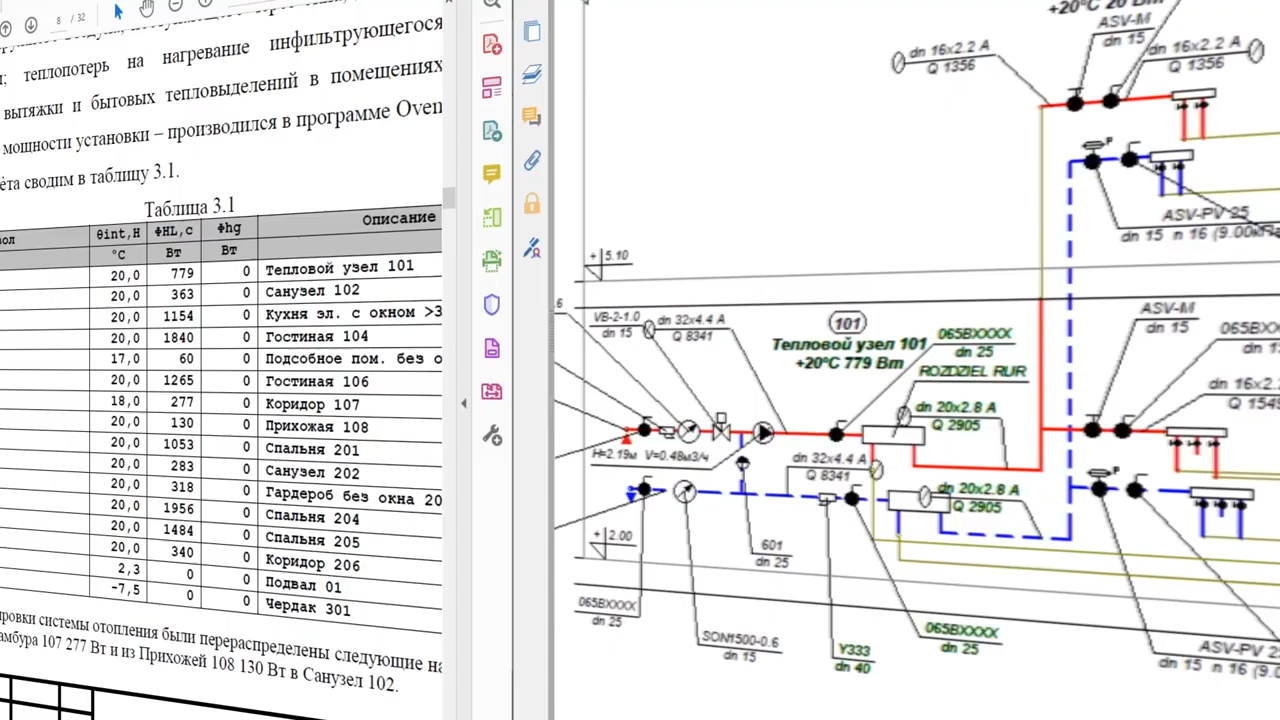 8 / 32
теплопотерь на нагревание инфильтрующегося
вытяжки и бытовых тепловыделений в помещениях
мощности установки – производился в программе Oven
сводим в таблицу 3.1.
Таблица 3.1
θint,H ΦHL,c Φhg Описание
°C Вт Вт
20,0 779 0 Тепловой узел 101
20,0 363 0 Санузел 102
20,0 1154 0 Кухня эл. с окном >3
20,0 1840 0 Гостиная 104
17,0 60 0 Подсобное пом. без о
20,0 1265 0 Гостиная 106
18,0 277 0 Коридор 107
20,0 130 0 Прихожая 108
20,0 1053 0 Спальня 201
20,0 283 0 Санузел 202
20,0 318 0 Гардероб без окна 20
20,0 1956 0 Спальня 204
20,0 1484 0 Спальня 205
20,0 340 0 Коридор 206
2,3 0 0 Подвал 01
-7,5 0 0 Чердак 301
системы отопления были перераспределены следующие
107 277 Вт и из Прихожей 108 130 Вт в Санузел 102.
+20°C 20 Вт
ASV-M
dn 15
dn 16x2.2 A
Q 1356
dn 16x2.2 A
Q 1356
P
ASV-PV 25
dn 15 n 16 (9.00кПа
+ 5.10
VB-2-1.0
dn 15
dn 32x4.4 A
Q 8341
101
Тепловой узел 101
+20°C 779 Вт
065BXXXX
dn 25
ROZDZIEL RUR
dn 20x2.8 A
Q 2905
ASV-M
dn 15
065B
dn 16x2.
Q 154
H=2.19м V=0.48м3/ч
dn 32x4.4 A
Q 8341
dn 20x2.8 A
Q 2905
P
+ 2.00
601
dn 25
065BXXXX
dn 25
SON1500-0.6
dn 15
Y333
dn 40
065BXXXX
dn 25
ASV-PV 2
dn 15 n 16 (9.0